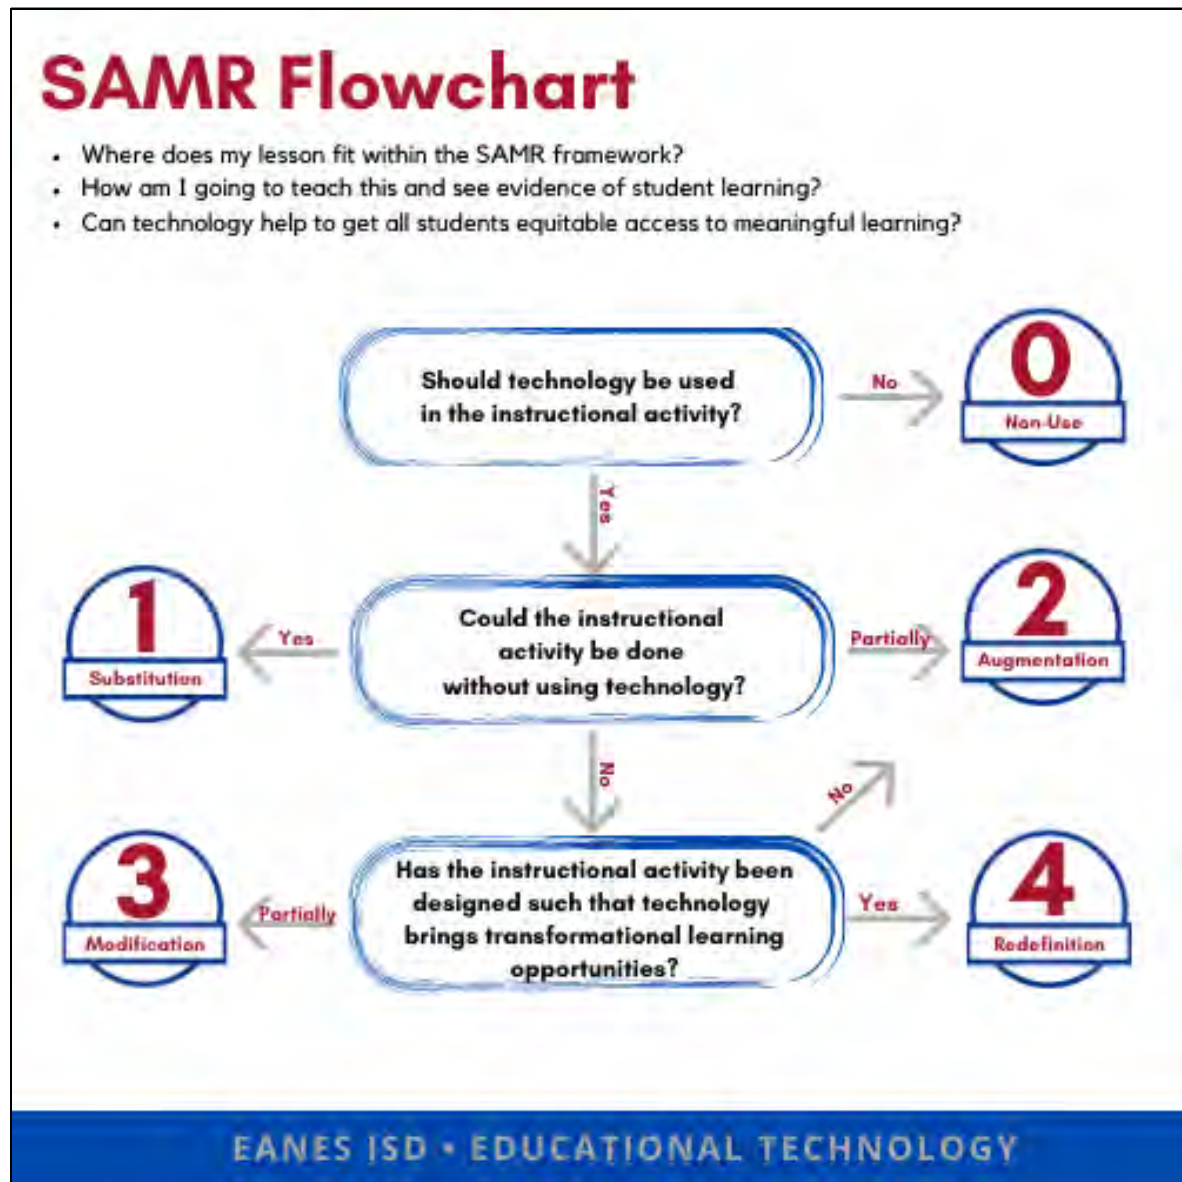 SAMR Flowchart
• Where does my lesson fit within the SAMR framework?
• How am I going to teach this and see evidence of student learning?
• Can technology help to get all students equitable access to meaningful learning?
Should technology be used
in the instructional activity?
No
0
Non-Use
Yes
1
Substitution
Yes
Could the instructional
activity be done
without using technology?
Partially
2
Augmentation
No
No
3
Modification
Partially
Has the instructional activity been
designed such that technology
brings transformational learning
opportunities?
Yes
4
Redefinition
EANES ISD • EDUCATIONAL TECHNOLOGY